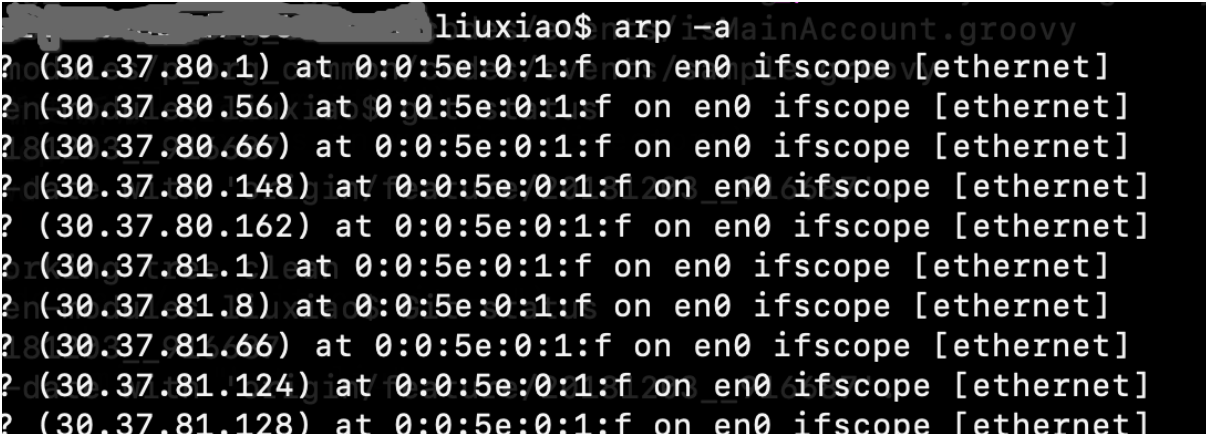 liuxiao$ arp -a
? (30.37.80.1) at 0:0:5e:0:1:f on en0 ifscope [ethernet]
? (30.37.80.56) at 0:0:5e:0:1:f on en0 ifscope [ethernet]
? (30.37.80.66) at 0:0:5e:0:1:f on en0 ifscope [ethernet]
? (30.37.80.148) at 0:0:5e:0:1:f on en0 ifscope [ethernet]
? (30.37.80.162) at 0:0:5e:0:1:f on en0 ifscope [ethernet]
? (30.37.81.1) at 0:0:5e:0:1:f on en0 ifscope [ethernet]
? (30.37.81.8) at 0:0:5e:0:1:f on en0 ifscope [ethernet]
? (30.37.81.66) at 0:0:5e:0:1:f on en0 ifscope [ethernet]
? (30.37.81.124) at 0:0:5e:0:1:f on en0 ifscope [ethernet]
? (30.37.81.128) at 0:0:5e:0:1:f on en0 ifscope [ethernet]